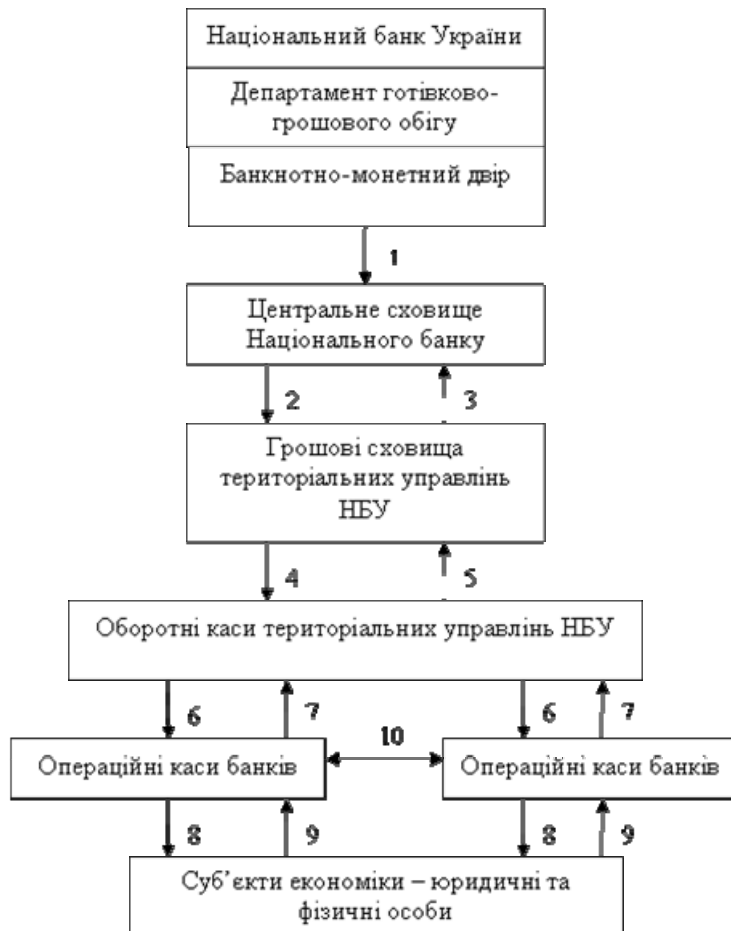 Національний банк України
Департамент готівково-
грошового обігу
Банкнотно-монетний двір
1
Центральне сховище
Національного банку
2 3
Грошові сховища
територіальних управлінь
НБУ
4 5
Оборотні каси територіальних управлінь НБУ
6 7 6 7
Операційні каси банків 10 Операційні каси банків
8 9 8 9
Суб’єкти економіки – юридичні та
фізичні особи